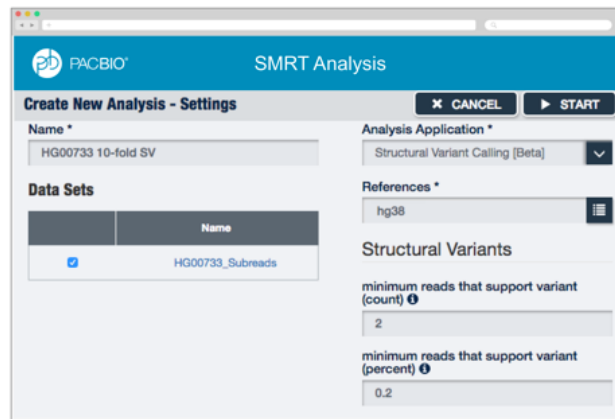 PACBIO®
SMRT Analysis
Create New Analysis - Settings
CANCEL
START
Name *
HG00733 10-fold SV
Data Sets
Name
HG00733_Subreads
Analysis Application *
Structural Variant Calling [Beta]
References *
hg38
Structural Variants
minimum reads that support variant
(count)
2
minimum reads that support variant
(percent)
0.2